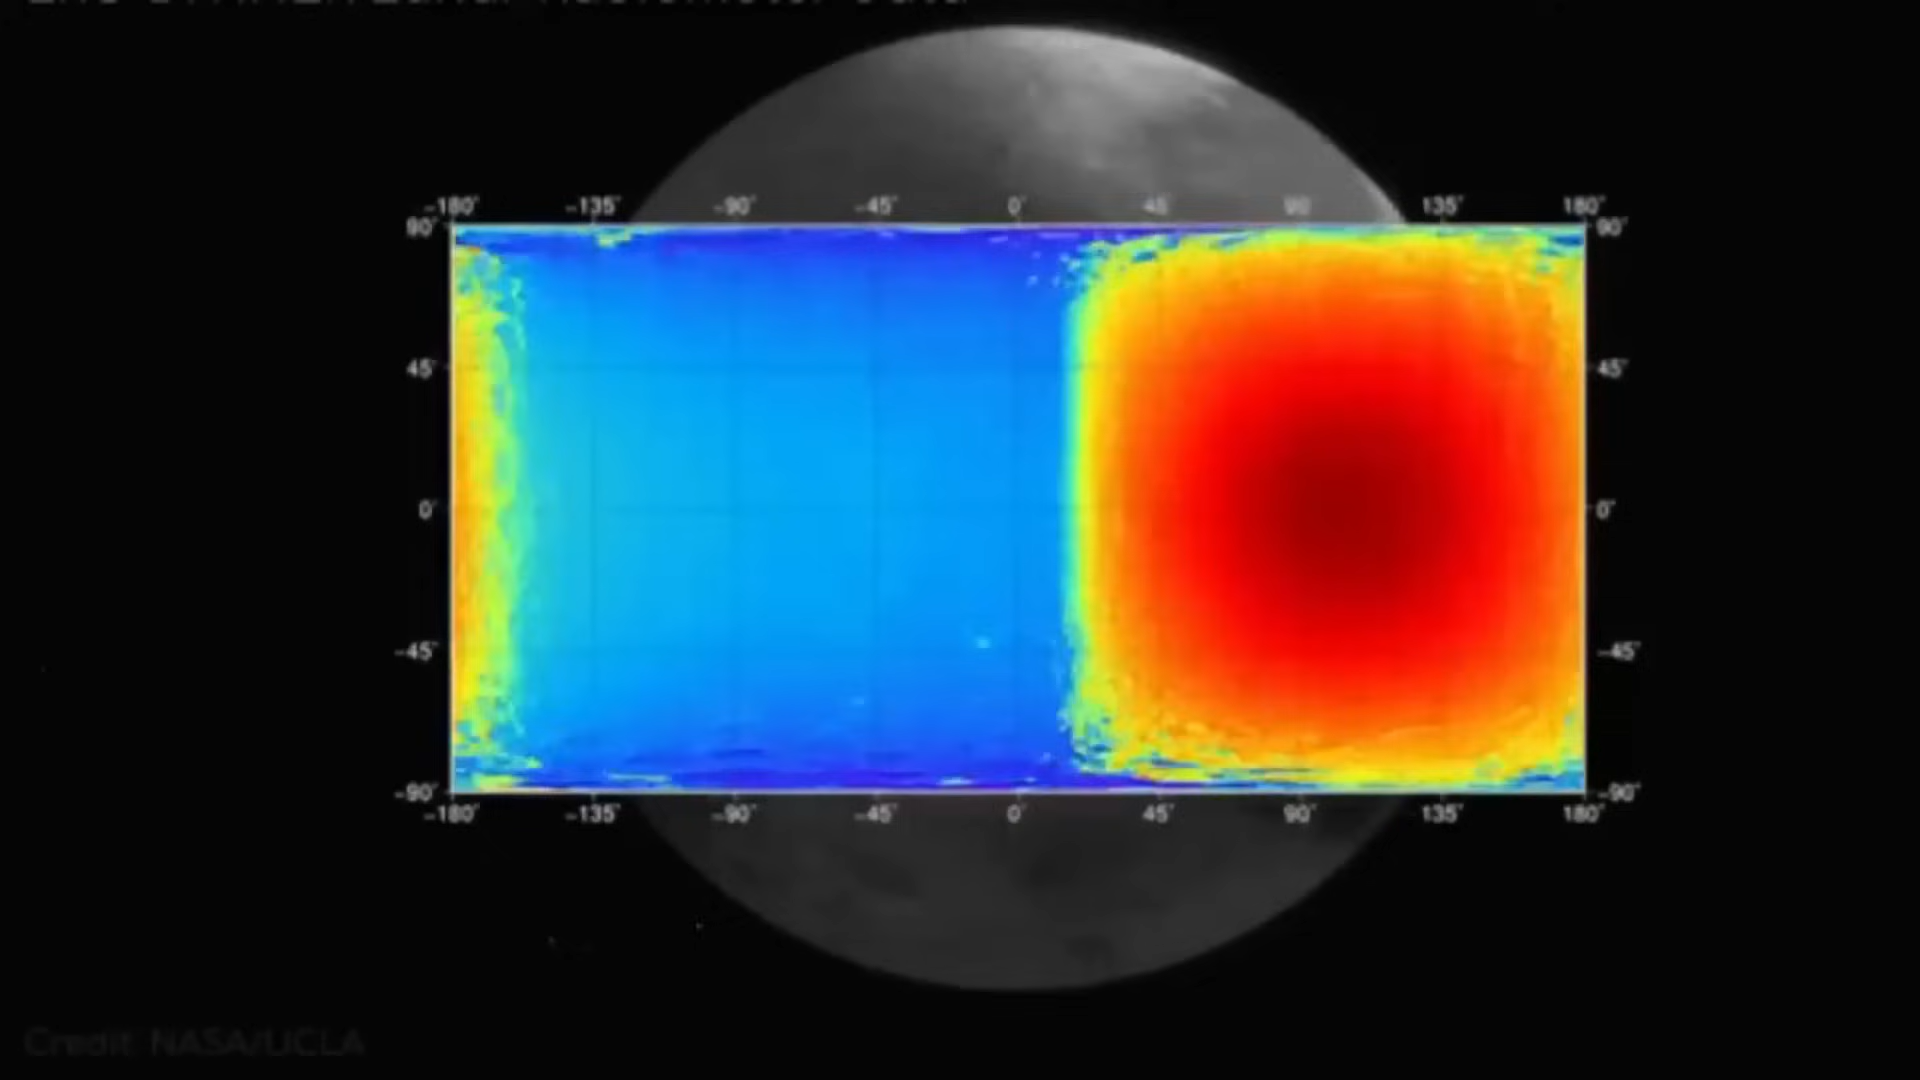 -180° -135° -90° -45° 0° 45 90 135° 180°
90° 90°
45° 45°
0° 0°
-45° -45°
-90° -90°
-180° -135° -90° -45° 0° 45° 90° 135° 180°
Credit: NASA/UCLA